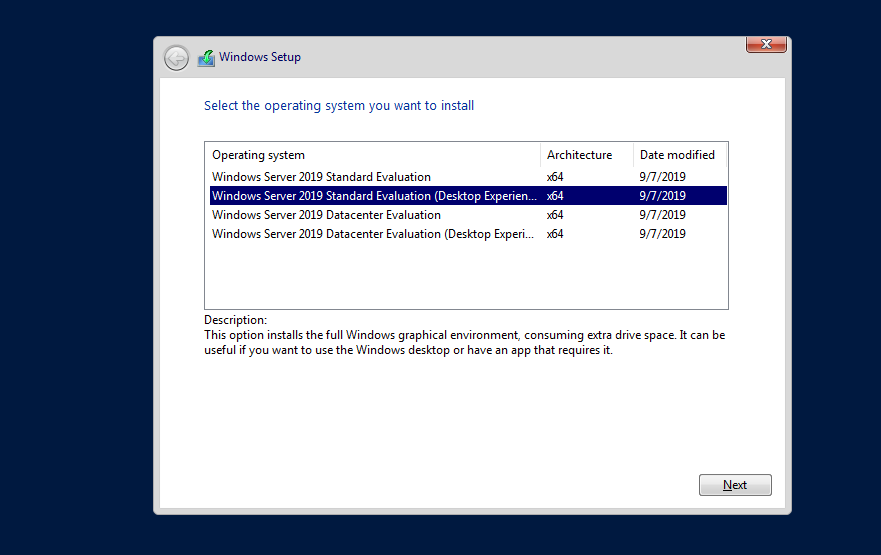 Windows Setup
Select the operating system you want to install
Operating system Architecture Date modified
Windows Server 2019 Standard Evaluation x64 9/7/2019
Windows Server 2019 Standard Evaluation (Desktop Experien... x64 9/7/2019
Windows Server 2019 Datacenter Evaluation x64 9/7/2019
Windows Server 2019 Datacenter Evaluation (Desktop Experi... x64 9/7/2019
Description:
This option installs the full Windows graphical environment, consuming extra drive space. It can be
useful if you want to use the Windows desktop or have an app that requires it.
Next